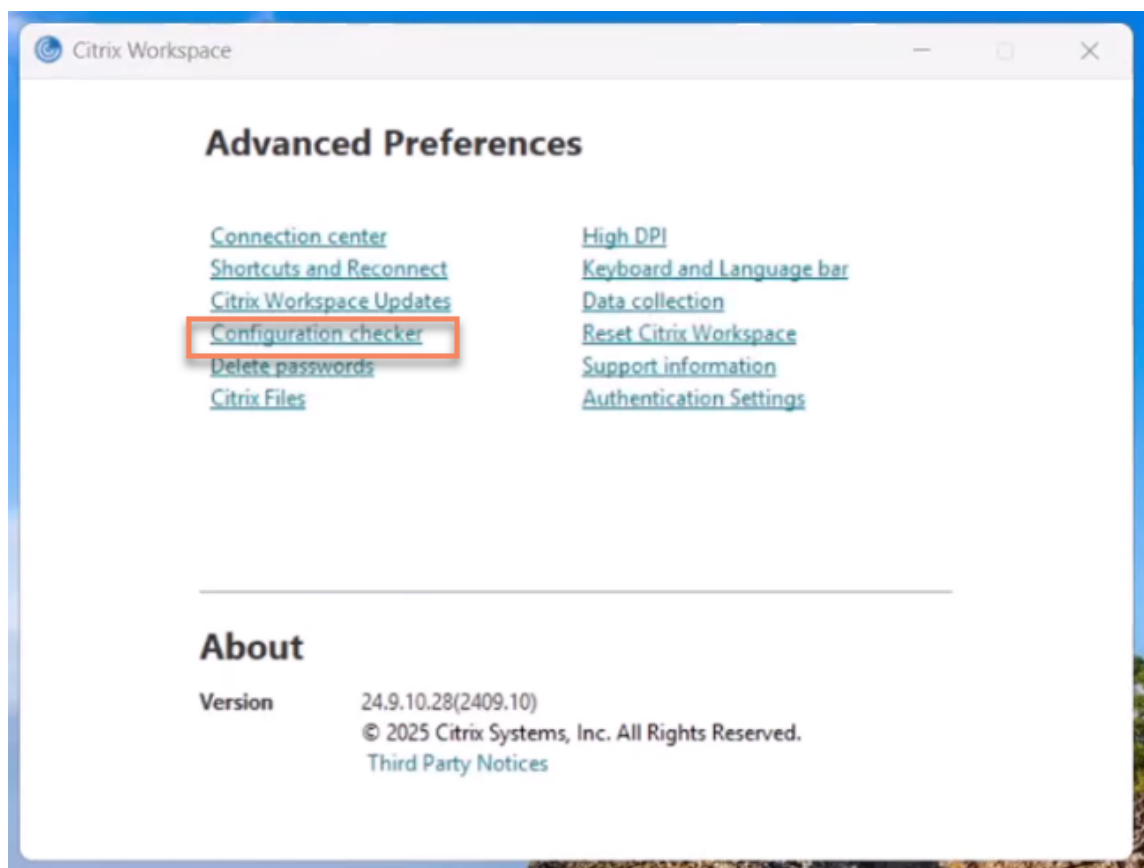 Citrix Workspace
Advanced Preferences
Connection center
Shortcuts and Reconnect
Citrix Workspace Updates
Configuration checker
Delete passwords
Citrix Files
High DPI
Keyboard and Language bar
Data collection
Reset Citrix Workspace
Support information
Authentication Settings
About
Version 24.9.10.28(2409.10)
© 2025 Citrix Systems, Inc. All Rights Reserved.
Third Party Notices